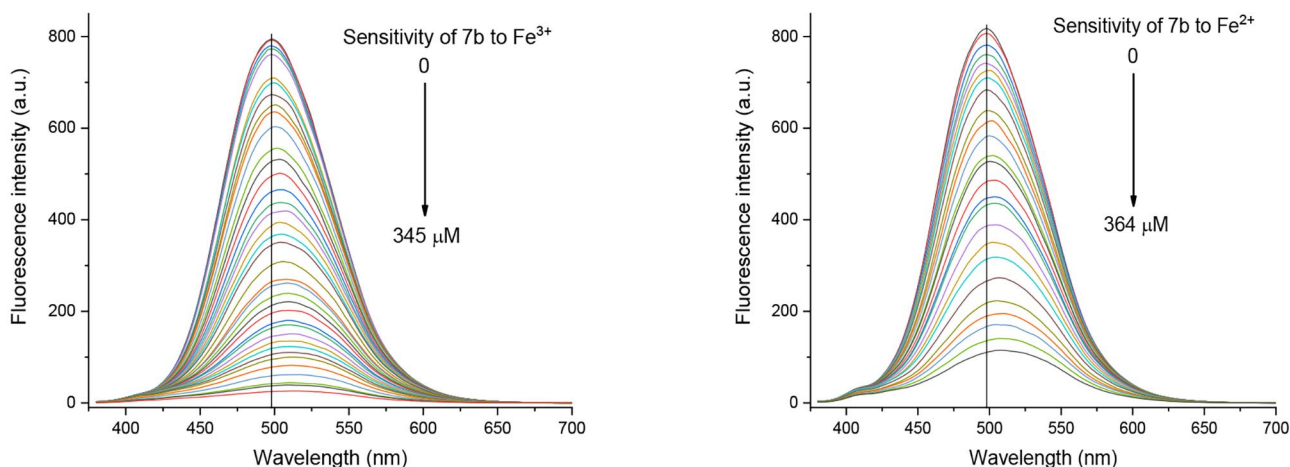 Sensitivity of 7b to Fe³⁺
0
345 μM
800
600
400
200
0
Fluorescence intensity (a.u.)
400 450 500 550 600 650 700
Wavelength (nm)
Sensitivity of 7b to Fe²⁺
0
364 μM
800
600
400
200
0
Fluorescence intensity (a.u.)
400 450 500 550 600 650 700
Wavelength (nm)